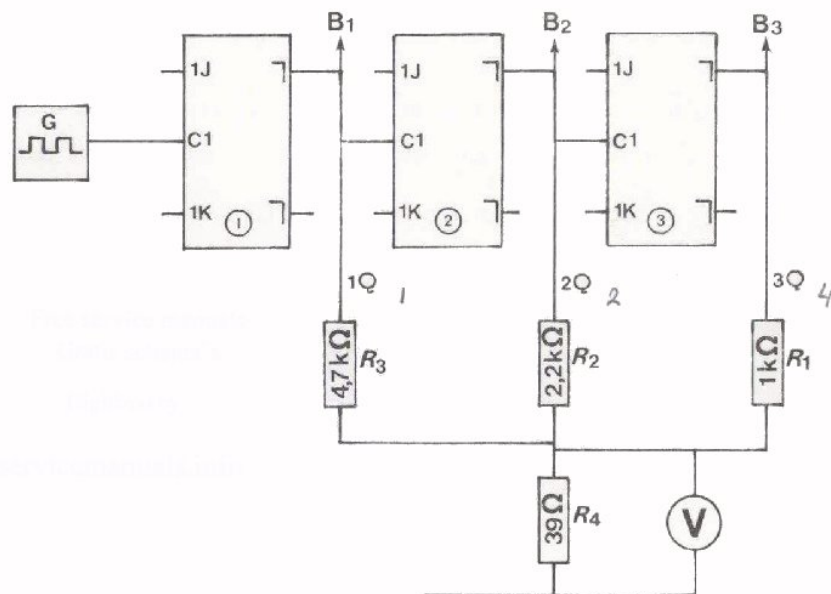 B1 B2 B3
1J 1J 1J
G
C1 C1 C1
1K ① 1K ② 1K ③
1Q 1 2Q 2 3Q 4
4,7kΩ R3 2,2kΩ R2 1kΩ R1
39Ω R4 V